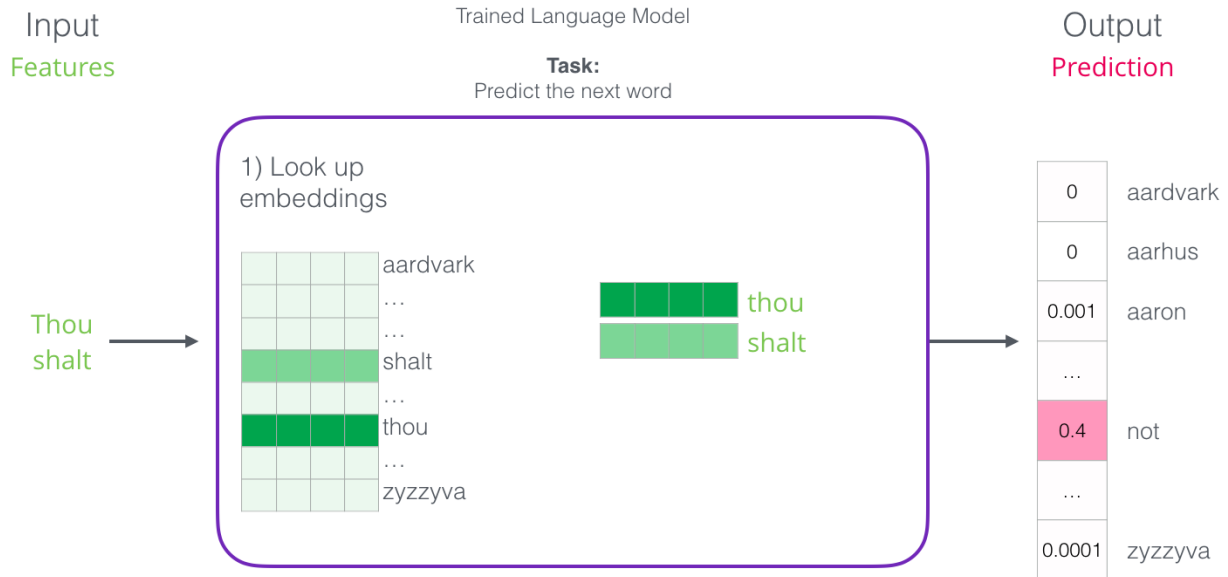 Input
Features
Trained Language Model
Task:
Predict the next word
Output
Prediction
Thou
shalt
1) Look up
embeddings
aardvark
...
...
shalt
...
thou
...
zyzzyva
thou
shalt
0 aardvark
0 aarhus
0.001 aaron
...
0.4 not
...
0.0001 zyzzyva